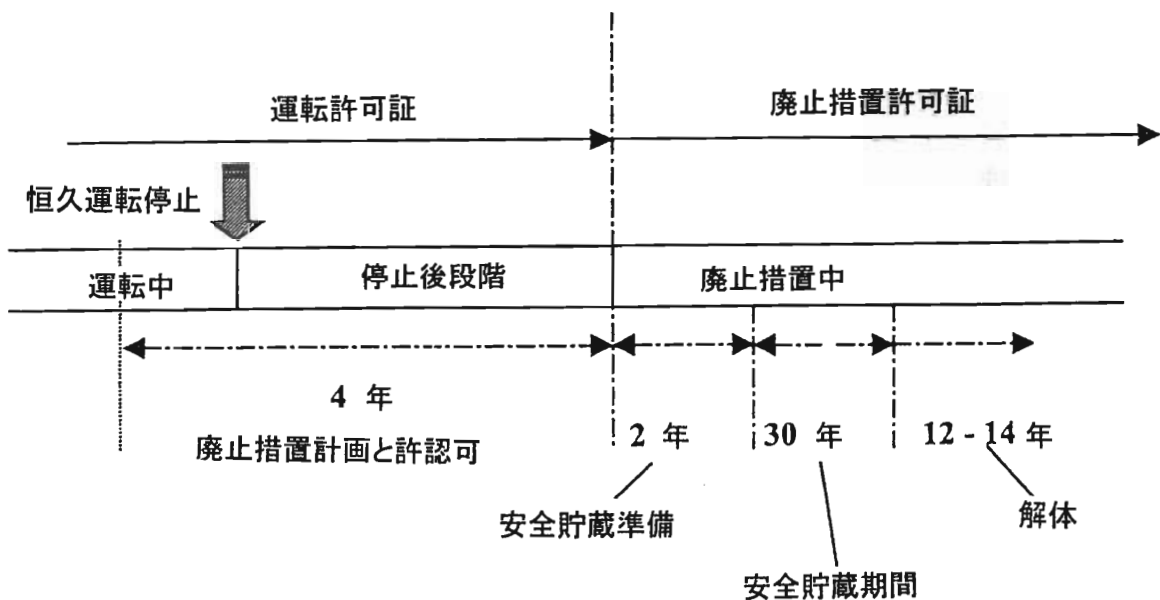 運転許可証
廃止措置許可証
恒久運転停止
運転中
停止後段階
廃止措置中
4 年
廃止措置計画と許認可
2 年
30 年
12 - 14 年
安全貯蔵準備
解体
安全貯蔵期間